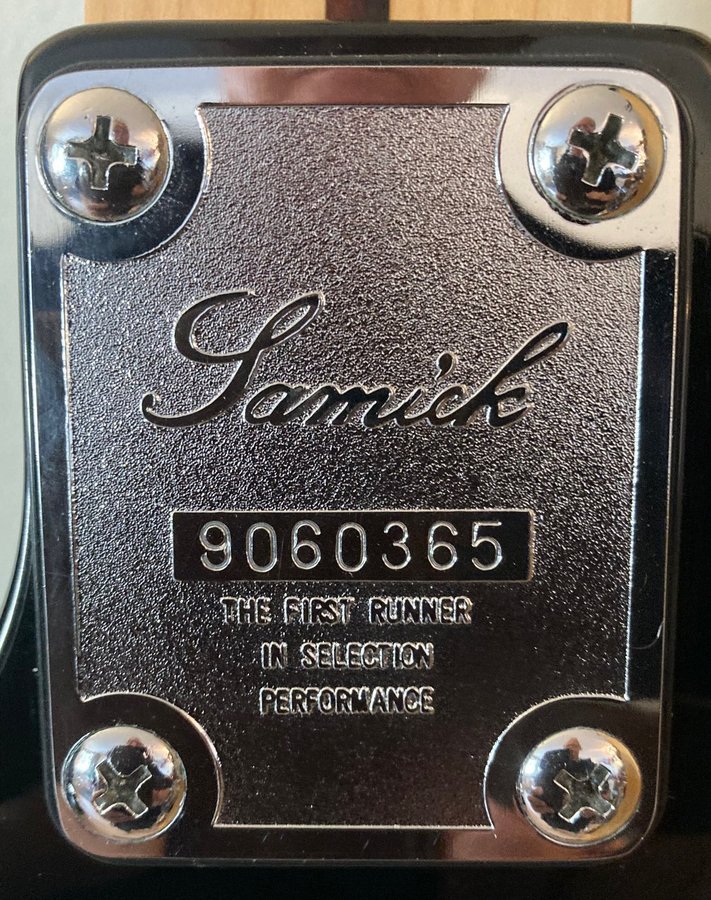 Samick
9060365
THE FIRST RUNNER
IN SELECTION
PERFORMANCE